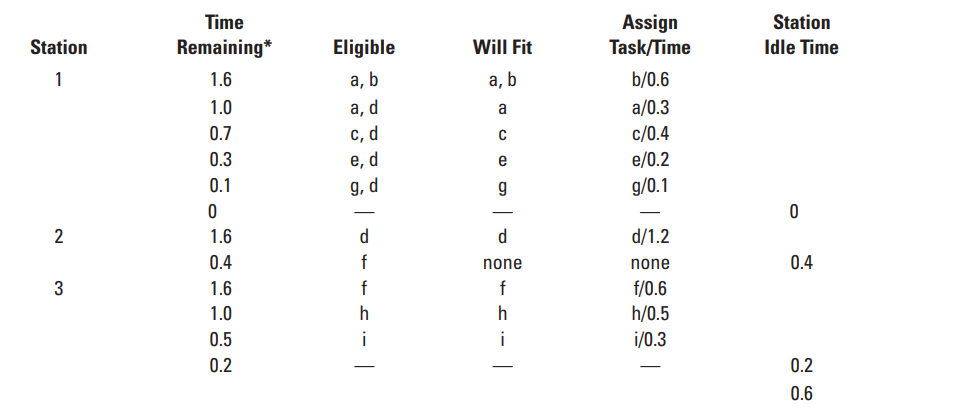 Time Assign Station
Station Remaining* Eligible Will Fit Task/Time Idle Time
1 1.6 a, b a, b b/0.6
1.0 a, d a a/0.3
0.7 c, d c c/0.4
0.3 e, d e e/0.2
0.1 g, d g g/0.1
0 — — — 0
2 1.6 d d d/1.2
0.4 f none none 0.4
3 1.6 f f f/0.6
1.0 h h h/0.5
0.5 i i i/0.3
0.2 — — — 0.2
0.6